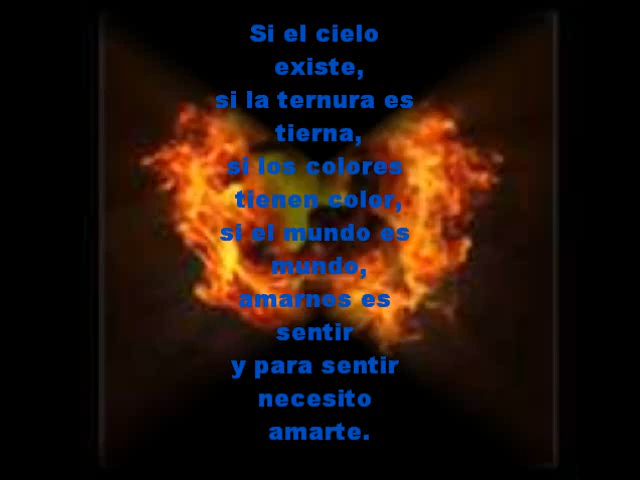 Si el cielo
existe,
si la ternura es
tierna,
si los colores
tienen color,
si el mundo es
mundo,
amarnos es
sentir
y para sentir
necesito
amarte.